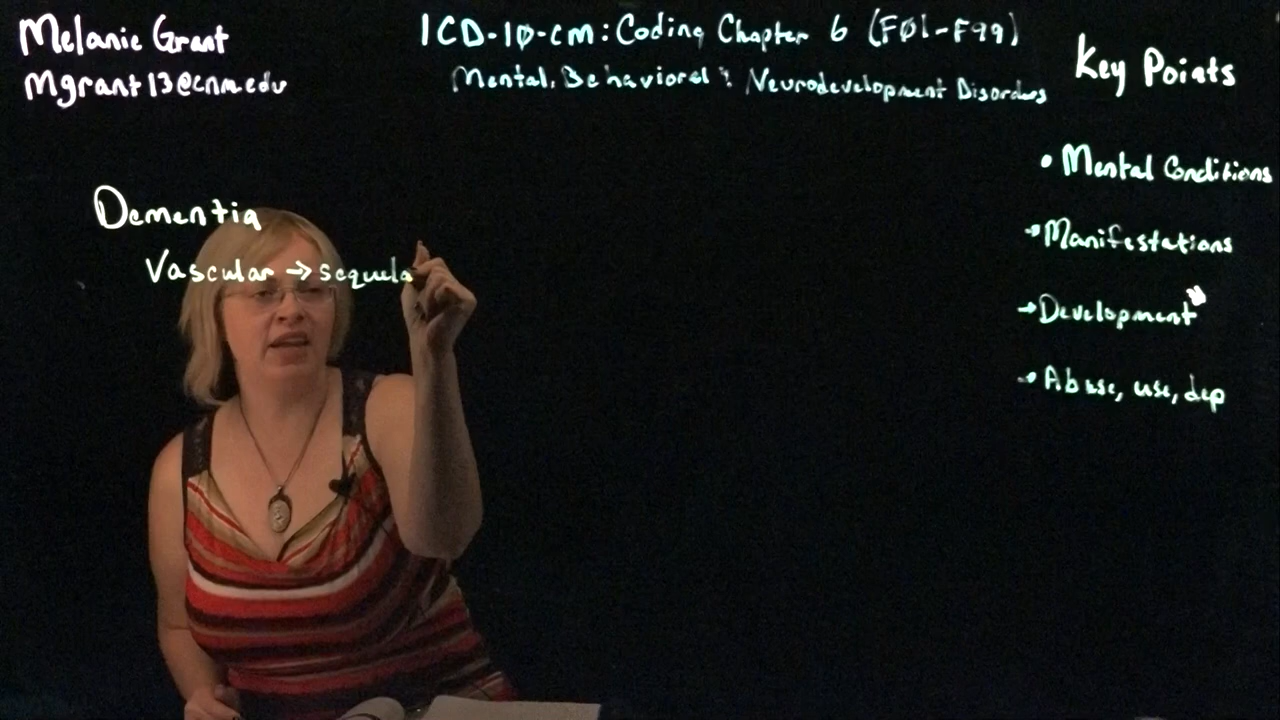 Melanie Grant
Mgrant13@cnm.edu
ICD-10-cm: Coding Chapter 6 (F01-F99)
Mental, Behavioral & Neurodevelopment Disorders
Key Points
• Mental Conditions
→ Manifestations
→ Development
→ Abuse, use, dep
Dementia
Vascular → sequela